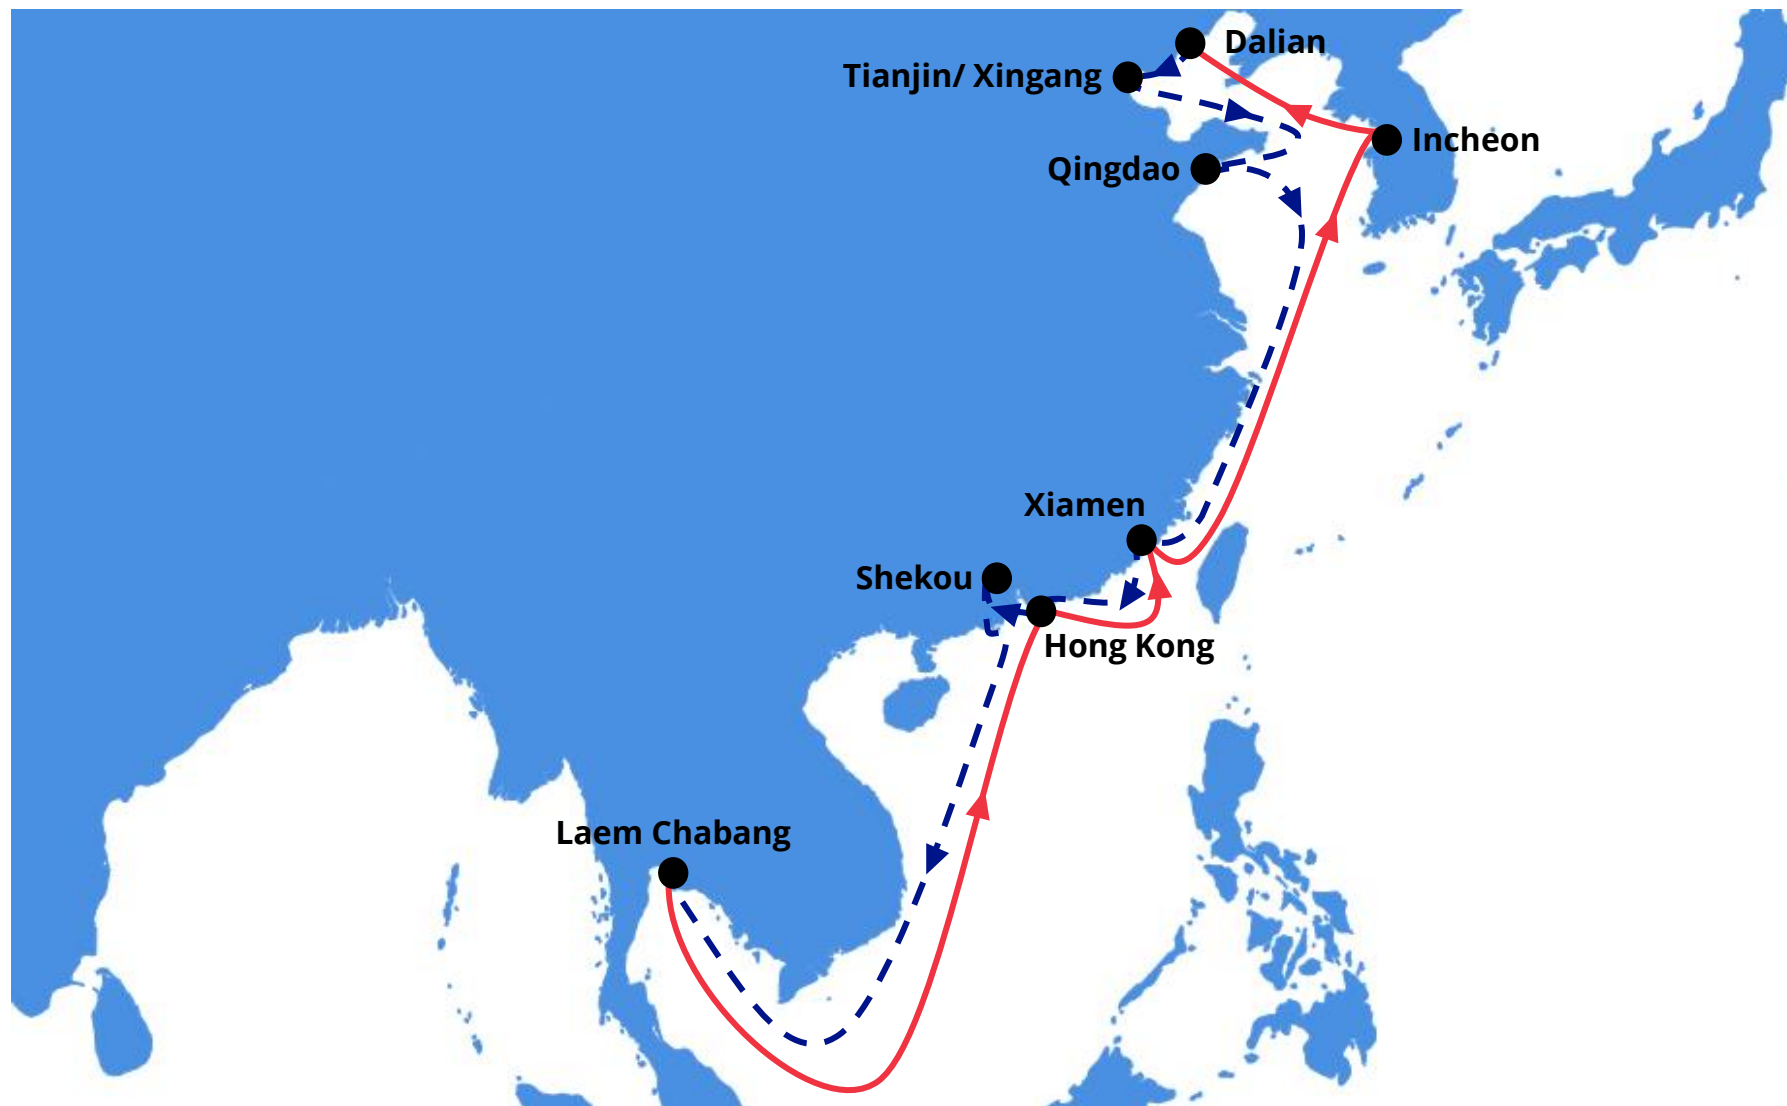 Dalian
Tianjin/ Xingang
Incheon
Qingdao
Xiamen
Shekou
Hong Kong
Laem Chabang